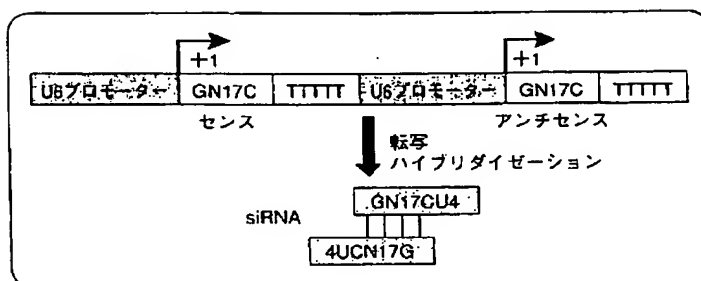 +1 +1
U6プロモーター GN17C TTTTT U6プロモーター GN17C TTTTT
センス アンチセンス
転写
ハイブリダイゼーション
GN17CU4
siRNA
4UCN17G